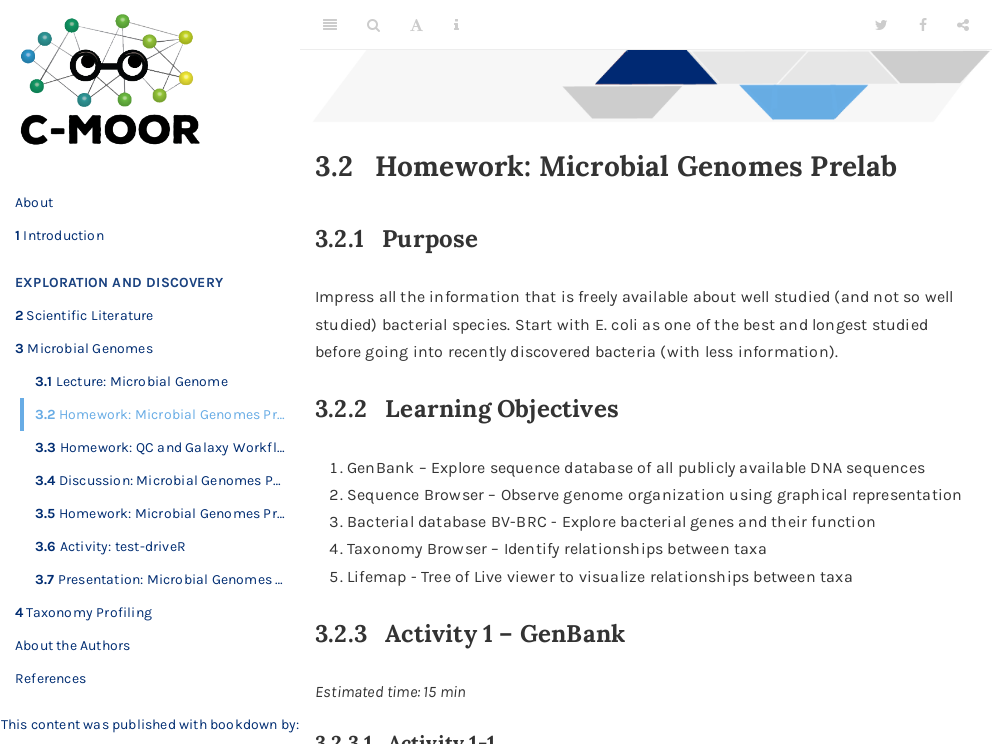 C-MOOR
About
1 Introduction
EXPLORATION AND DISCOVERY
2 Scientific Literature
3 Microbial Genomes
3.1 Lecture: Microbial Genome
3.2 Homework: Microbial Genomes Pr...
3.3 Homework: QC and Galaxy Workfl...
3.4 Discussion: Microbial Genomes P...
3.5 Homework: Microbial Genomes Pr...
3.6 Activity: test-driveR
3.7 Presentation: Microbial Genomes ...
4 Taxonomy Profiling
About the Authors
References
This content was published with bookdown by:
3.2 Homework: Microbial Genomes Prelab
3.2.1 Purpose
Impress all the information that is freely available about well studied (and not so well
studied) bacterial species. Start with E. coli as one of the best and longest studied
before going into recently discovered bacteria (with less information).
3.2.2 Learning Objectives
1. GenBank – Explore sequence database of all publicly available DNA sequences
2. Sequence Browser – Observe genome organization using graphical representation
3. Bacterial database BV-BRC - Explore bacterial genes and their function
4. Taxonomy Browser – Identify relationships between taxa
5. Lifemap - Tree of Live viewer to visualize relationships between taxa
3.2.3 Activity 1 – GenBank
Estimated time: 15 min
3.2.3.1 Activity 1-1